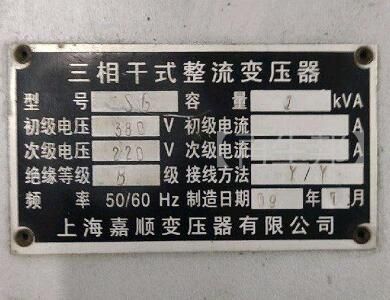 三相干式整流变压器
型号 SG 容量 1 kVA
初级电压 380 V 初级电流 A
次级电压 220 V 次级电流 A
绝缘等级 B 级 接线方法 Y/Y
频率 50/60 Hz 制造日期 09 年 7 月
上海嘉顺变压器有限公司